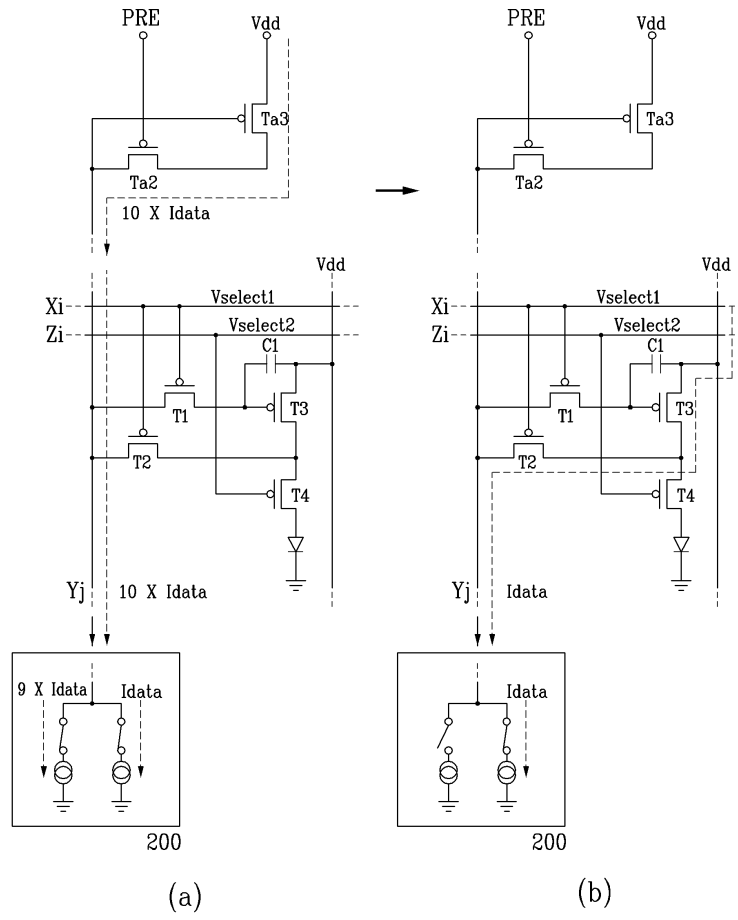 PRE Vdd
Ta3
Ta2
10 X Idata
Vdd
Xi Vselect1
Zi Vselect2
C1
T1 T3
T2
T4
Yj 10 X Idata
9 X Idata Idata
200
(a)
PRE Vdd
Ta3
Ta2
Vdd
Xi Vselect1
Zi Vselect2
C1
T1 T3
T2
T4
Yj Idata
Idata
200
(b)